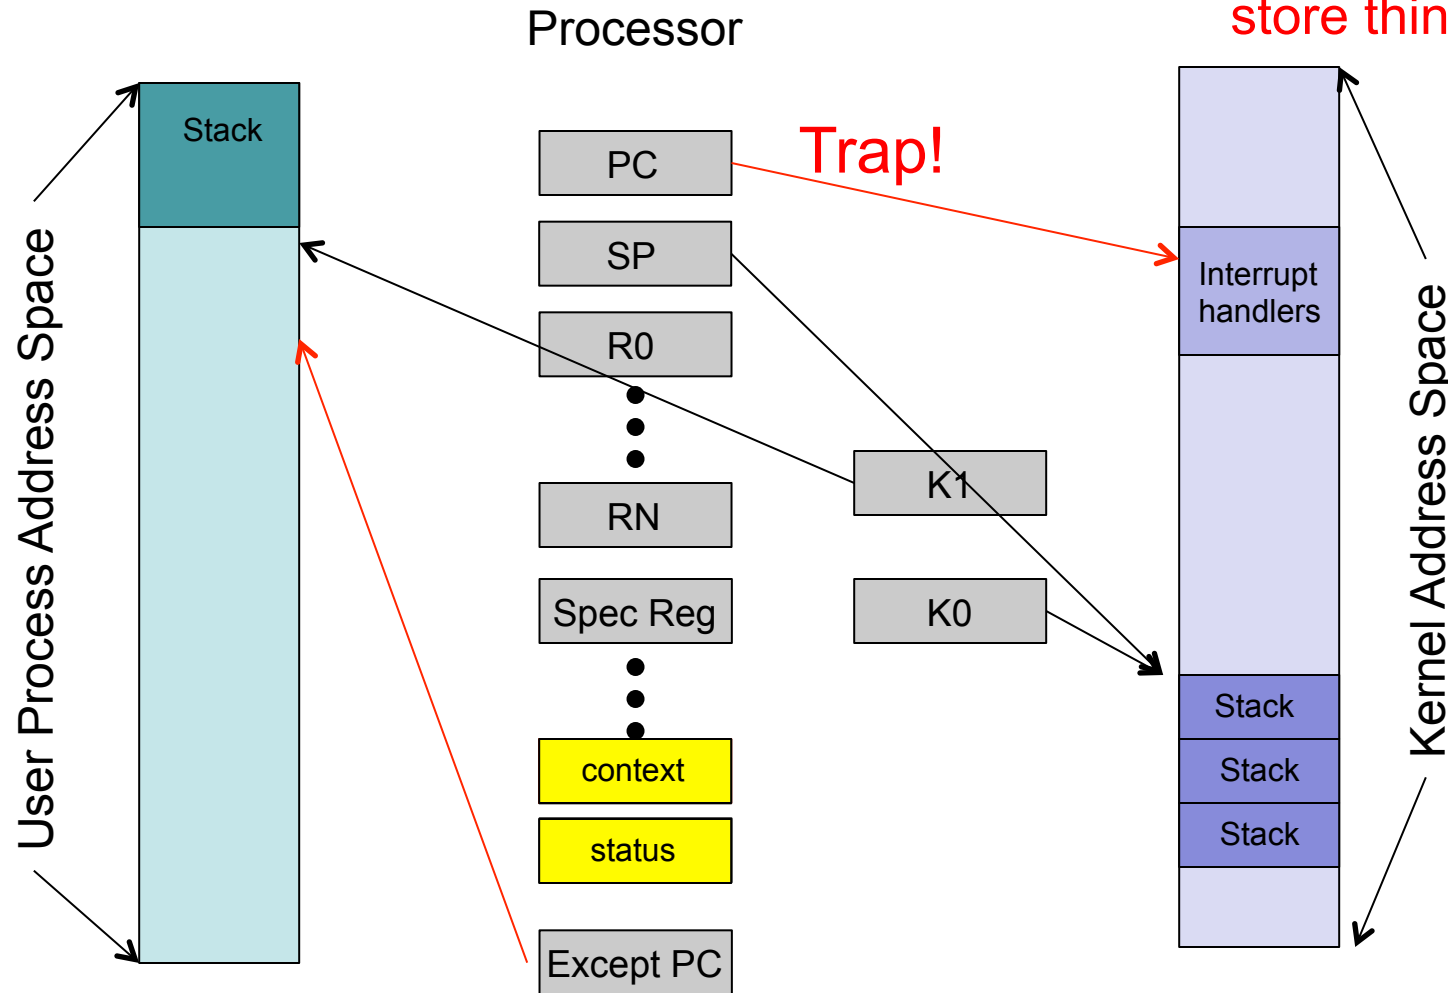 Processor
store thin
Stack
PC
Trap!
SP
Interrupt
handlers
R0
K1
RN
Spec Reg
K0
Stack
context
Stack
status
Stack
Except PC
User Process Address Space
Kernel Address Space